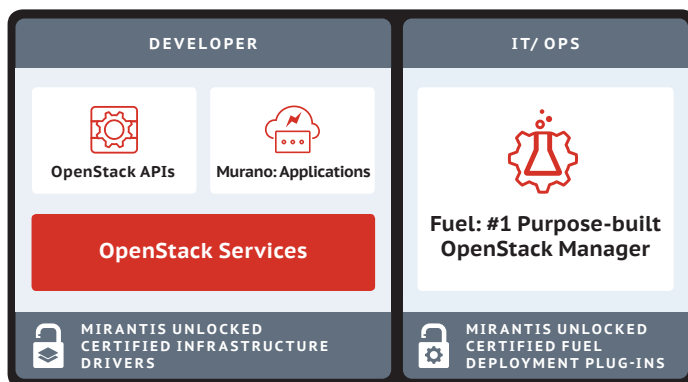 DEVELOPER
OpenStack APIs
Murano: Applications
OpenStack Services
MIRANTIS UNLOCKED
CERTIFIED INFRASTRUCTURE
DRIVERS
IT/ OPS
Fuel: #1 Purpose-built
OpenStack Manager
MIRANTIS UNLOCKED
CERTIFIED FUEL
DEPLOYMENT PLUG-INS